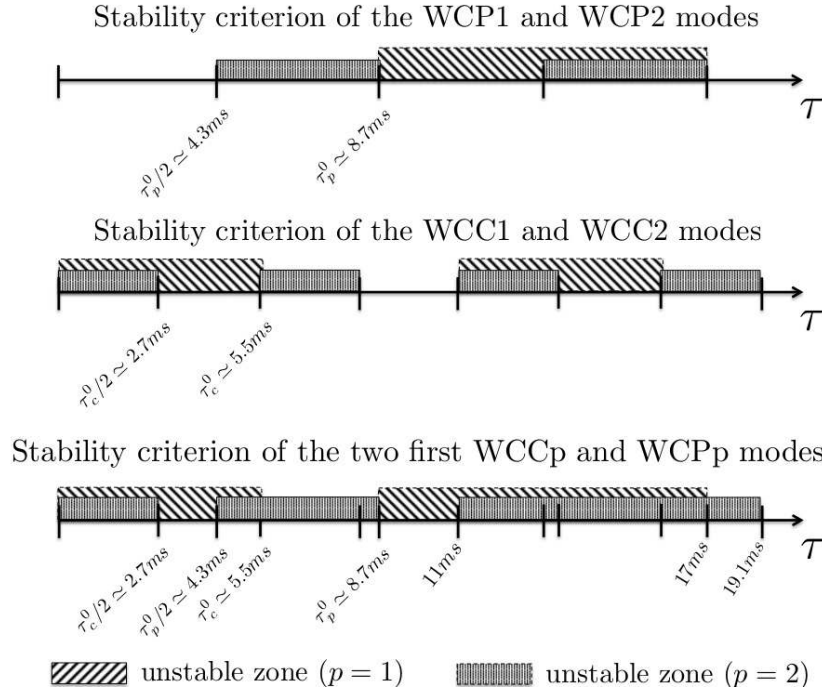 Stability criterion of the WCP1 and WCP2 modes
τ
τ_p^0/2 ≃ 4.3ms
τ_p^0 ≃ 8.7ms
Stability criterion of the WCC1 and WCC2 modes
τ
τ_c^0/2 ≃ 2.7ms
τ_c^0 ≃ 5.5ms
Stability criterion of the two first WCCp and WCPp modes
τ
τ_c^0/2 ≃ 2.7ms
τ_p^0/2 ≃ 4.3ms
τ_c^0 ≃ 5.5ms
τ_p^0 ≃ 8.7ms
11ms
17ms
19.1ms
unstable zone (p = 1)
unstable zone (p = 2)